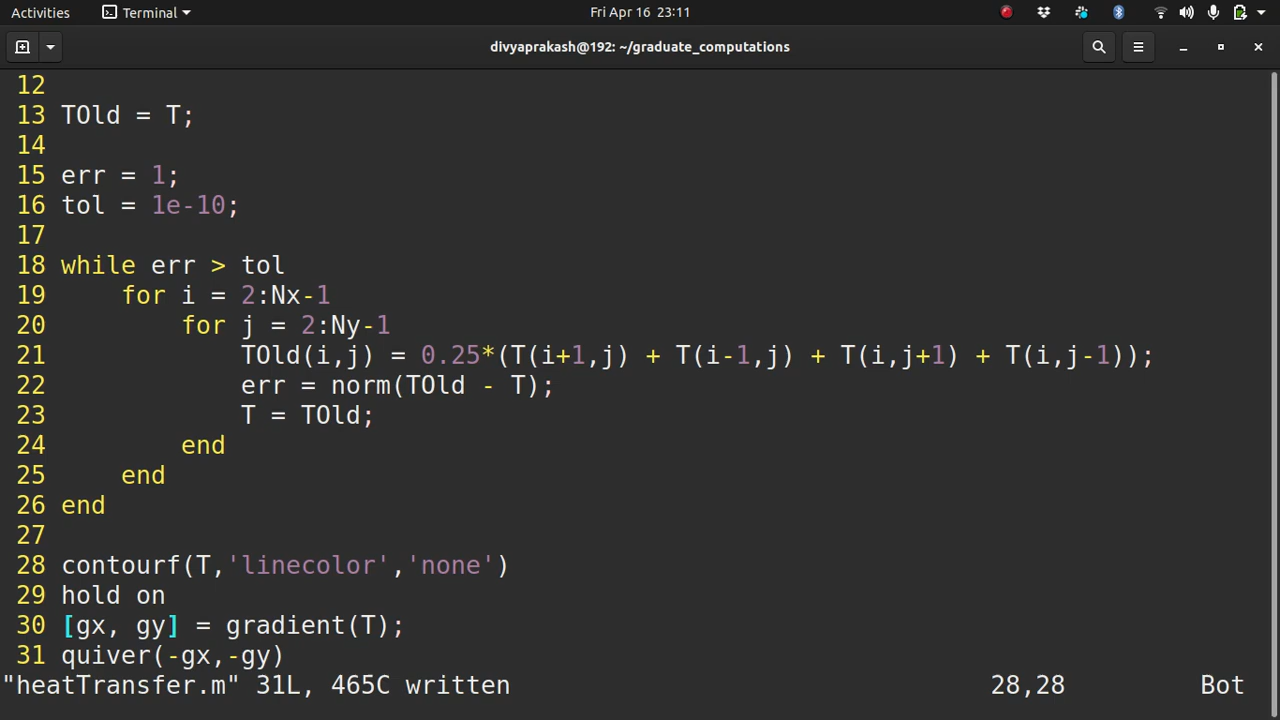 Activities Terminal Fri Apr 16 23:11
divyaprakash@192: ~/graduate_computations
12
13 TOld = T;
14
15 err = 1;
16 tol = 1e-10;
17
18 while err > tol
19     for i = 2:Nx-1
20         for j = 2:Ny-1
21             TOld(i,j) = 0.25*(T(i+1,j) + T(i-1,j) + T(i,j+1) + T(i,j-1));
22             err = norm(TOld - T);
23             T = TOld;
24         end
25     end
26 end
27
28 contourf(T,'linecolor','none')
29 hold on
30 [gx, gy] = gradient(T);
31 quiver(-gx,-gy)
"heatTransfer.m" 31L, 465C written 28,28 Bot